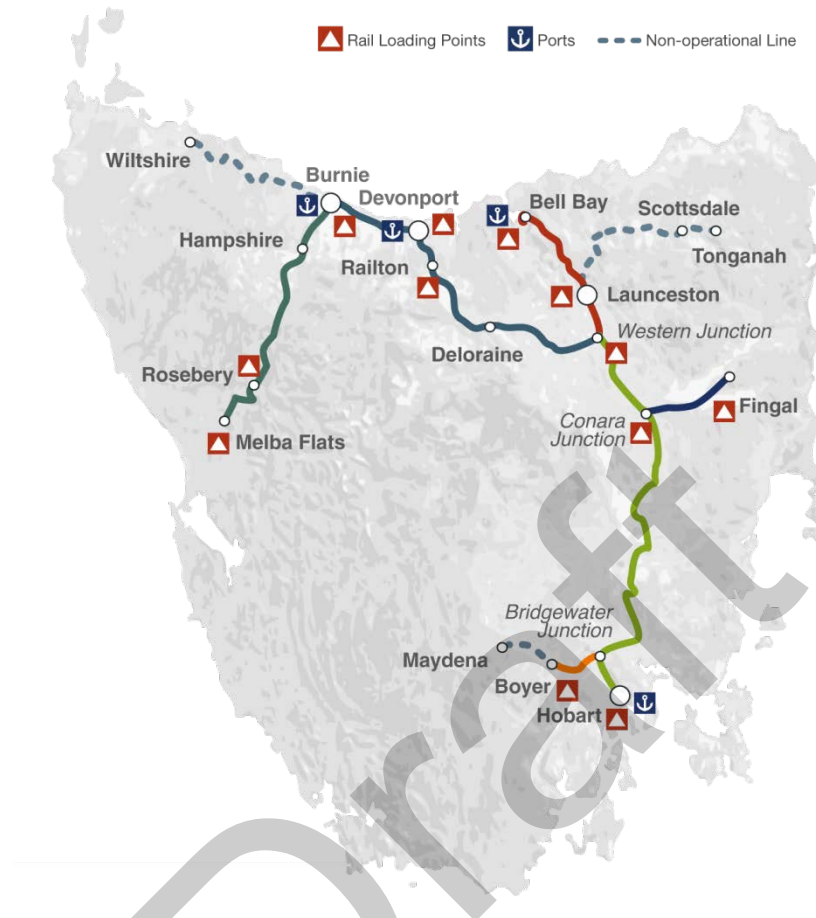 Rail Loading Points
Ports
Non-operational Line
Wiltshire
Burnie
Devonport
Bell Bay
Scottsdale
Hampshire
Railton
Tonganah
Launceston
Western Junction
Deloraine
Rosebery
Fingal
Conara
Junction
Melba Flats
Bridgewater
Junction
Maydena
Boyer
Hobart
Draft